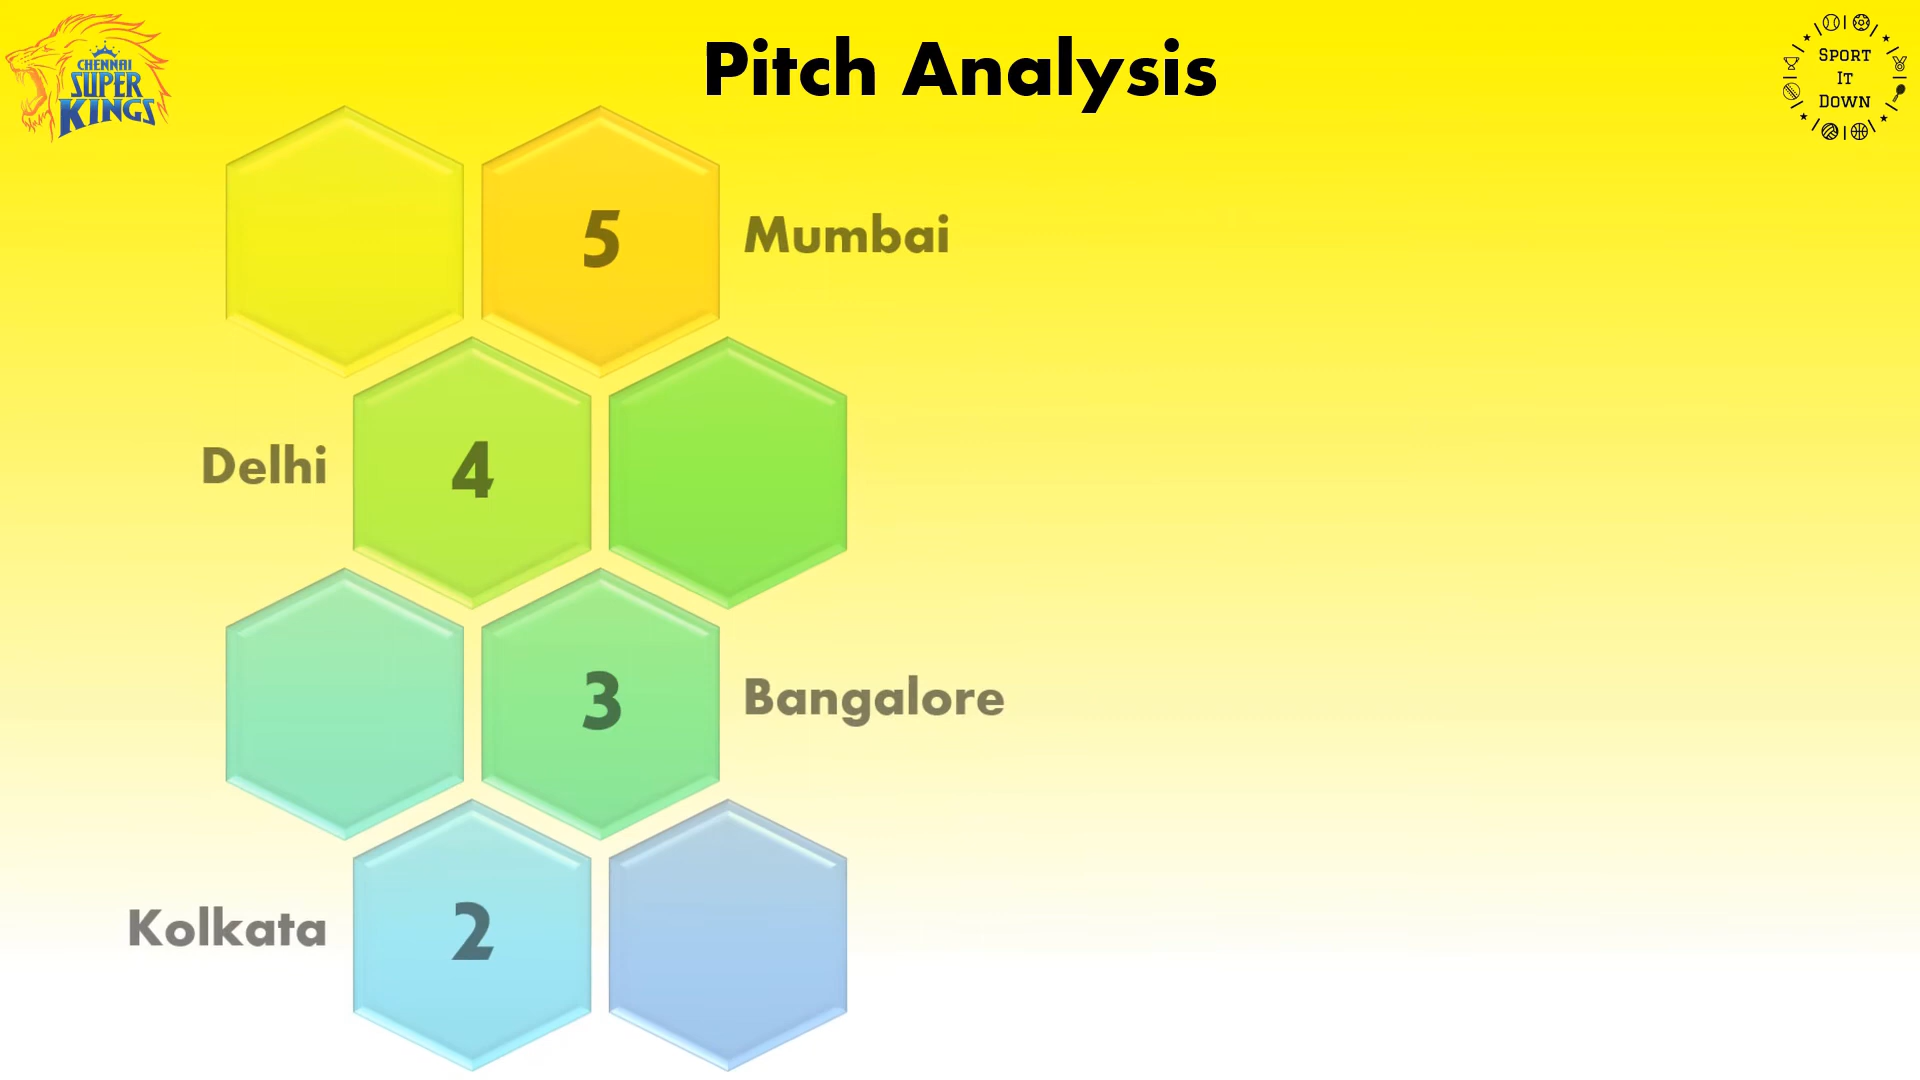 CHENNAI
SUPER
KINGS
Pitch Analysis
SPORT
IT
DOWN
5 Mumbai
Delhi 4
3 Bangalore
Kolkata 2